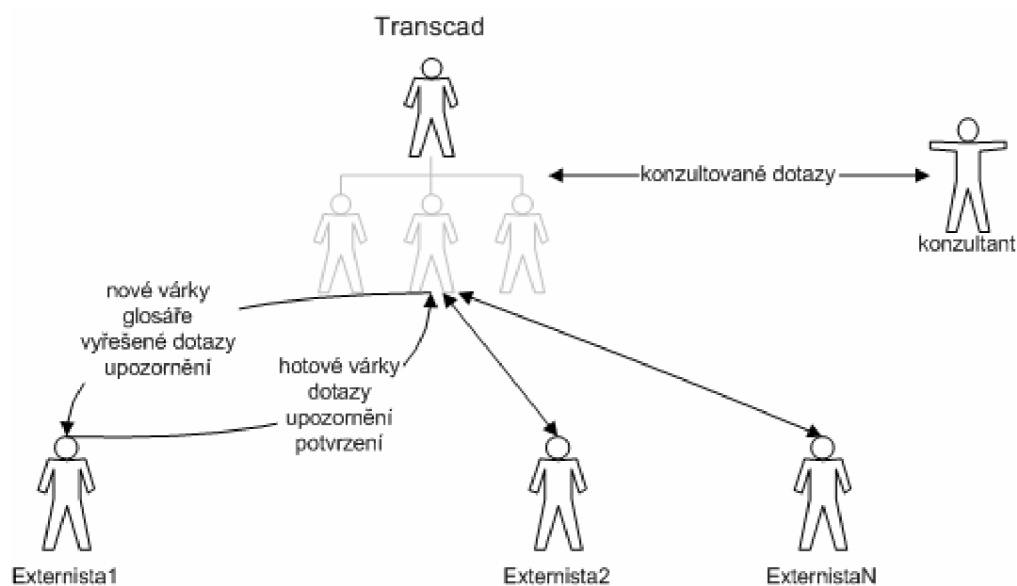 Transcad
konzultované dotazy
konzultant
nové várky
glosáře
vyřešené dotazy
upozornění
hotové várky
dotazy
upozornění
potvrzení
Externista1
Externista2
ExternistaN